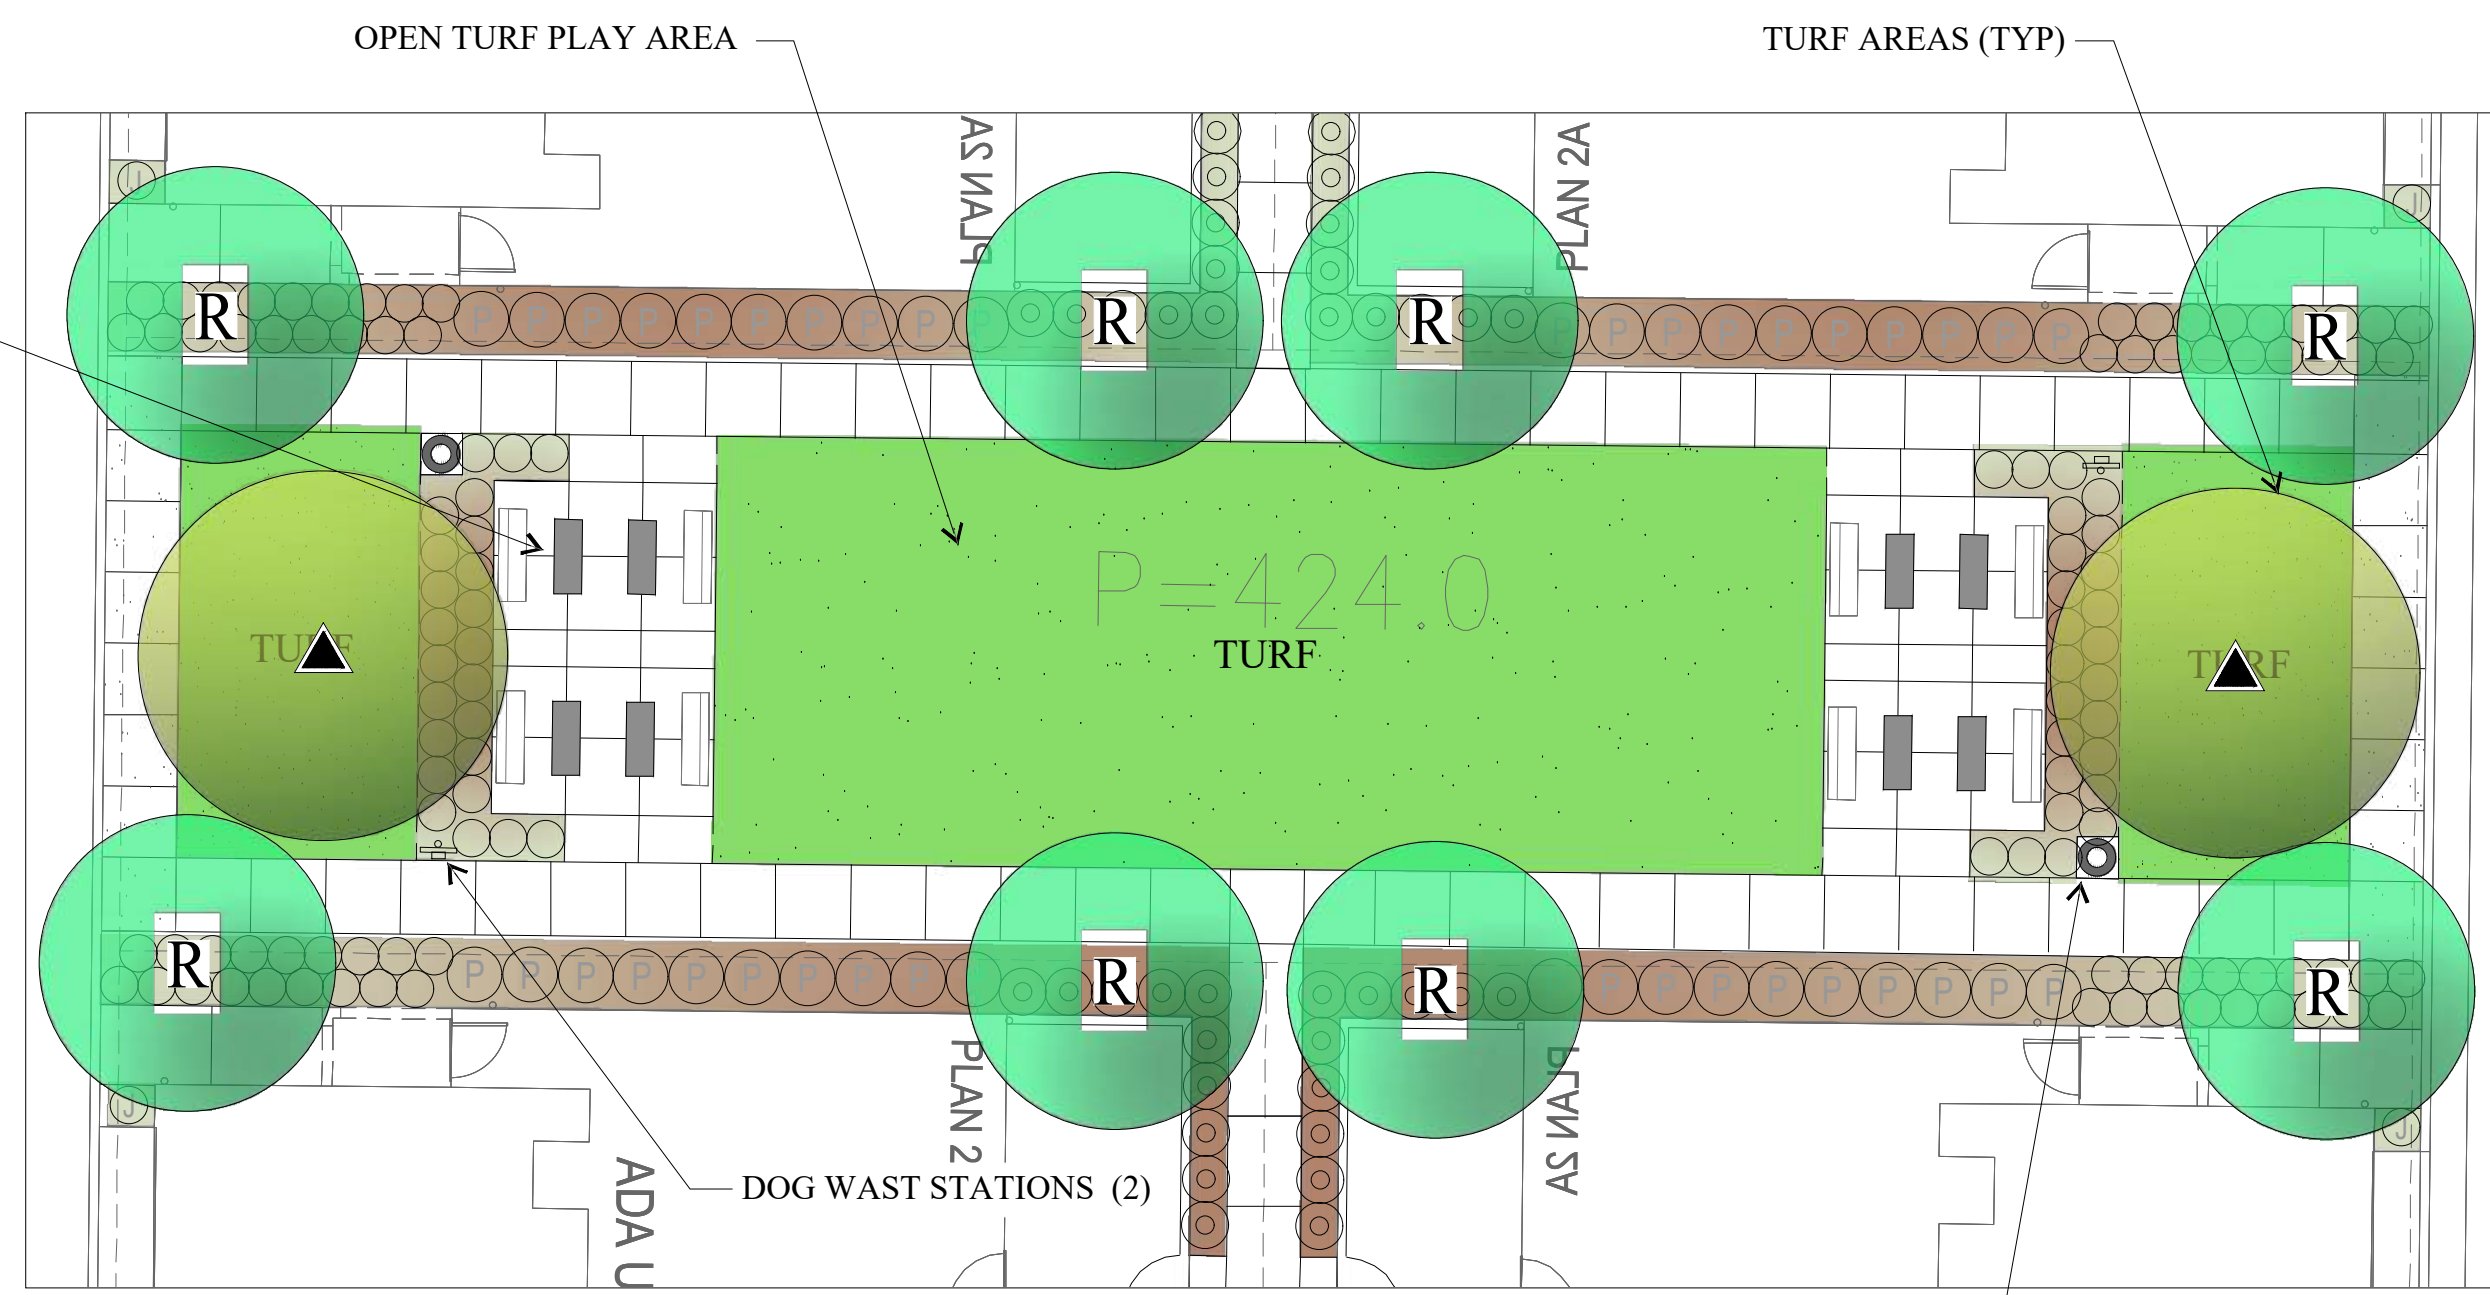 OPEN TURF PLAY AREA
TURF AREAS (TYP)
PLAN 2A
PLAN 2A
J
J
R
R
R
R
P P P P P P P P P P
P P P P P P P P P P
P=424.0
TURF
TURF
TURF
R
R
R
R
P P P P P P P P P
P P P P P P P P P
J
J
PLAN 2
PLAN 2A
ADA U
DOG WAST STATIONS (2)